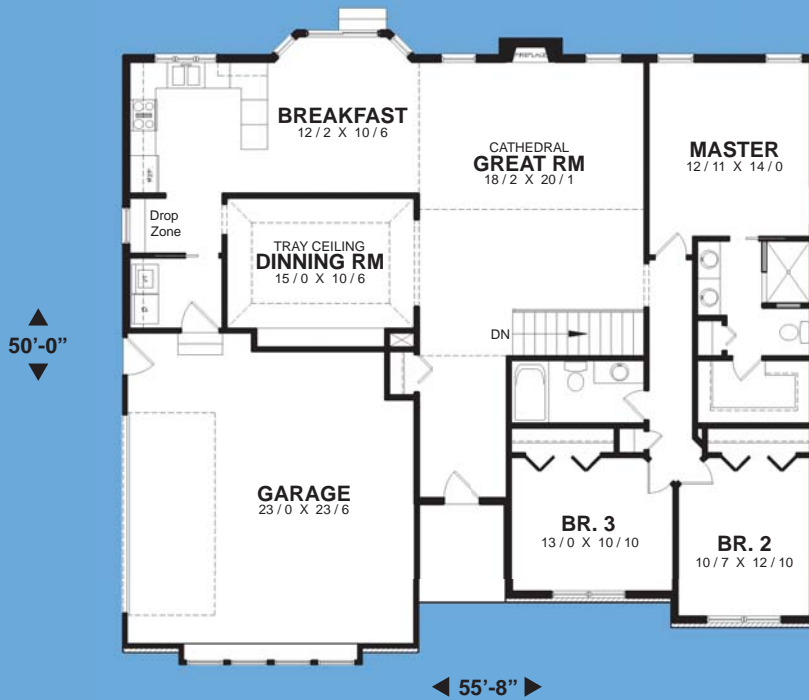 FIREPLACE
BREAKFAST
12 / 2 X 10 / 6
CATHEDRAL
GREAT RM
18 / 2 X 20 / 1
MASTER
12 / 11 X 14 / 0
Drop
Zone
TRAY CEILING
DINNING RM
15 / 0 X 10 / 6
DN
50’-0”
GARAGE
23 / 0 X 23 / 6
BR. 3
13 / 0 X 10 / 10
BR. 2
10 / 7 X 12 / 10
55’-8”